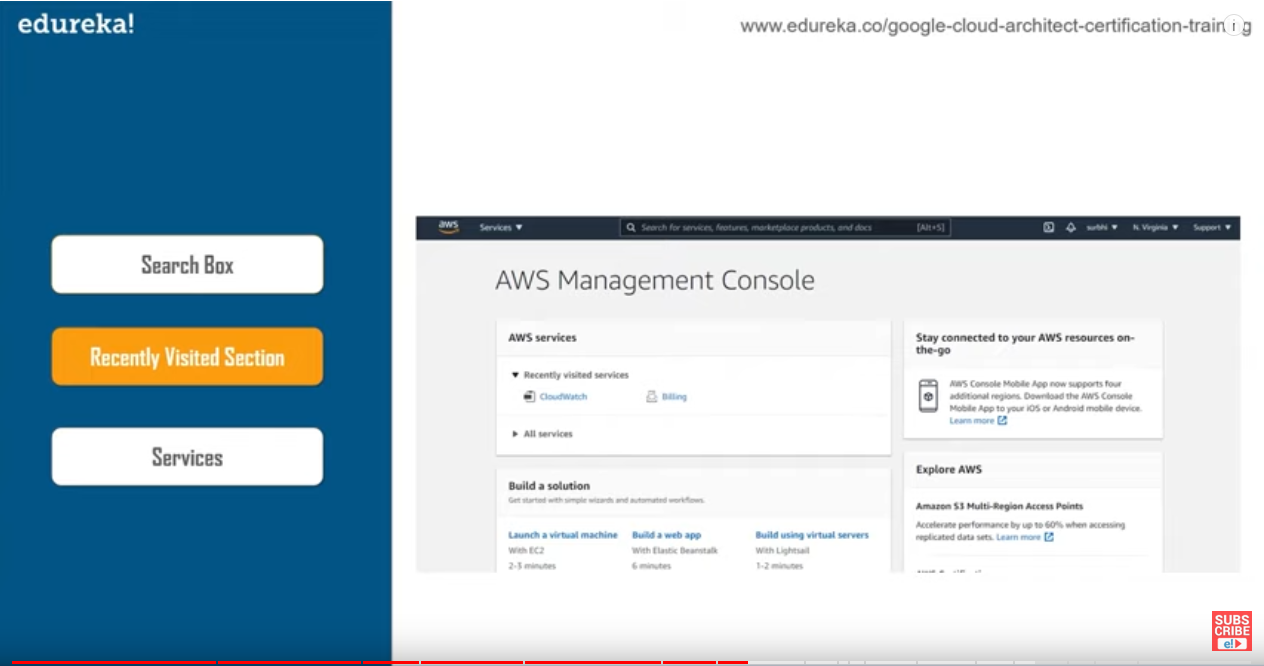 edureka!
www.edureka.co/google-cloud-architect-certification-training
Search Box
Recently Visited Section
Services
aws
Services
Search for services, features, marketplace products, and docs
[Alt+S]
surbhi
N. Virginia
Support
AWS Management Console
AWS services
Recently visited services
CloudWatch
Billing
All services
Build a solution
Get started with simple wizards and automated workflows.
Launch a virtual machine
With EC2
2-3 minutes
Build a web app
With Elastic Beanstalk
6 minutes
Build using virtual servers
With Lightsail
1-2 minutes
Stay connected to your AWS resources on-
the-go
AWS Console Mobile App now supports four
additional regions. Download the AWS Console
Mobile App to your iOS or Android mobile device.
Learn more
Explore AWS
Amazon S3 Multi-Region Access Points
Accelerate performance by up to 60% when accessing
replicated data sets. Learn more
SUBS
CRIBE
e!